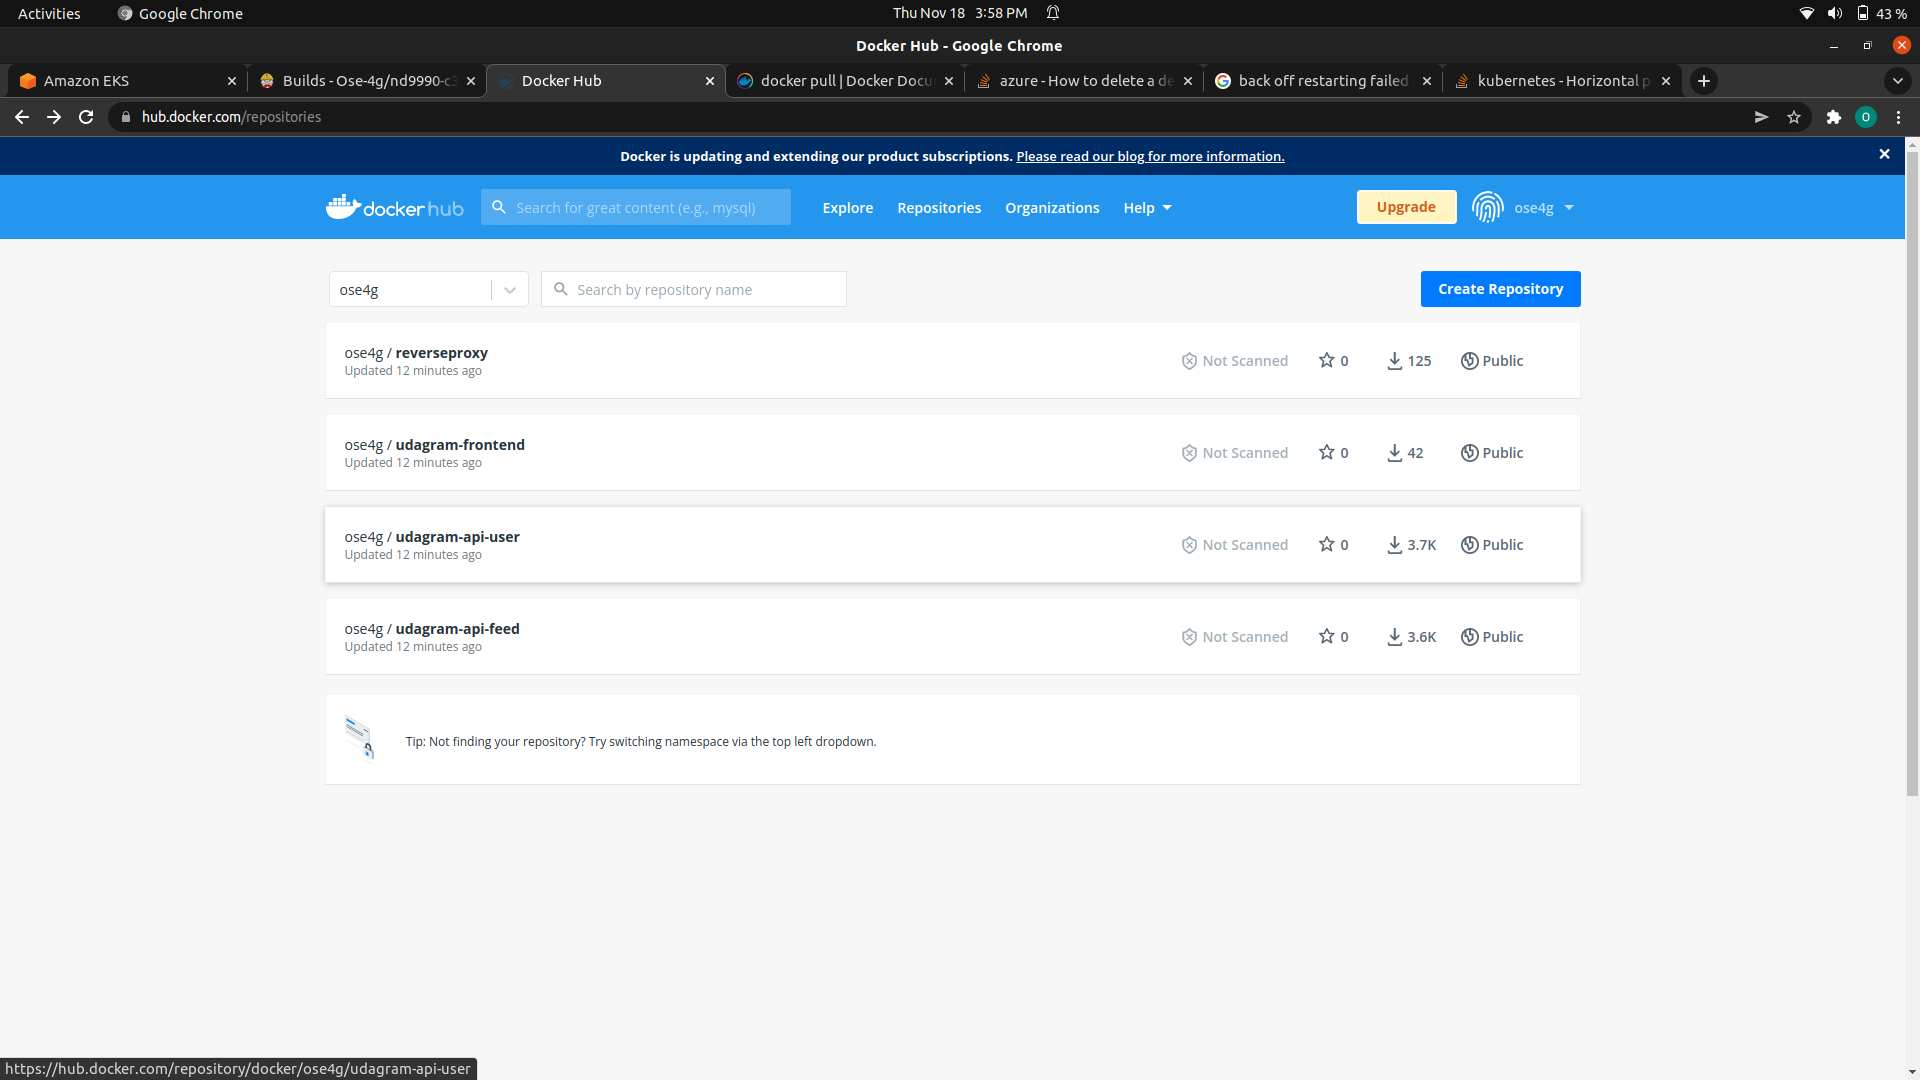 Activities
Google Chrome
Thu Nov 18 3:58 PM
43 %
Docker Hub - Google Chrome
Amazon EKS
Builds - Ose-4g/nd9990-c3
Docker Hub
docker pull | Docker Docu
azure - How to delete a de
back off restarting failed
kubernetes - Horizontal p
hub.docker.com/repositories
O
Docker is updating and extending our product subscriptions. Please read our blog for more information.
docker hub
Search for great content (e.g., mysql)
Explore
Repositories
Organizations
Help
Upgrade
ose4g
ose4g
Search by repository name
Create Repository
ose4g / reverseproxy
Updated 12 minutes ago
Not Scanned
0
125
Public
ose4g / udagram-frontend
Updated 12 minutes ago
Not Scanned
0
42
Public
ose4g / udagram-api-user
Updated 12 minutes ago
Not Scanned
0
3.7K
Public
ose4g / udagram-api-feed
Updated 12 minutes ago
Not Scanned
0
3.6K
Public
Tip: Not finding your repository? Try switching namespace via the top left dropdown.
https://hub.docker.com/repository/docker/ose4g/udagram-api-user